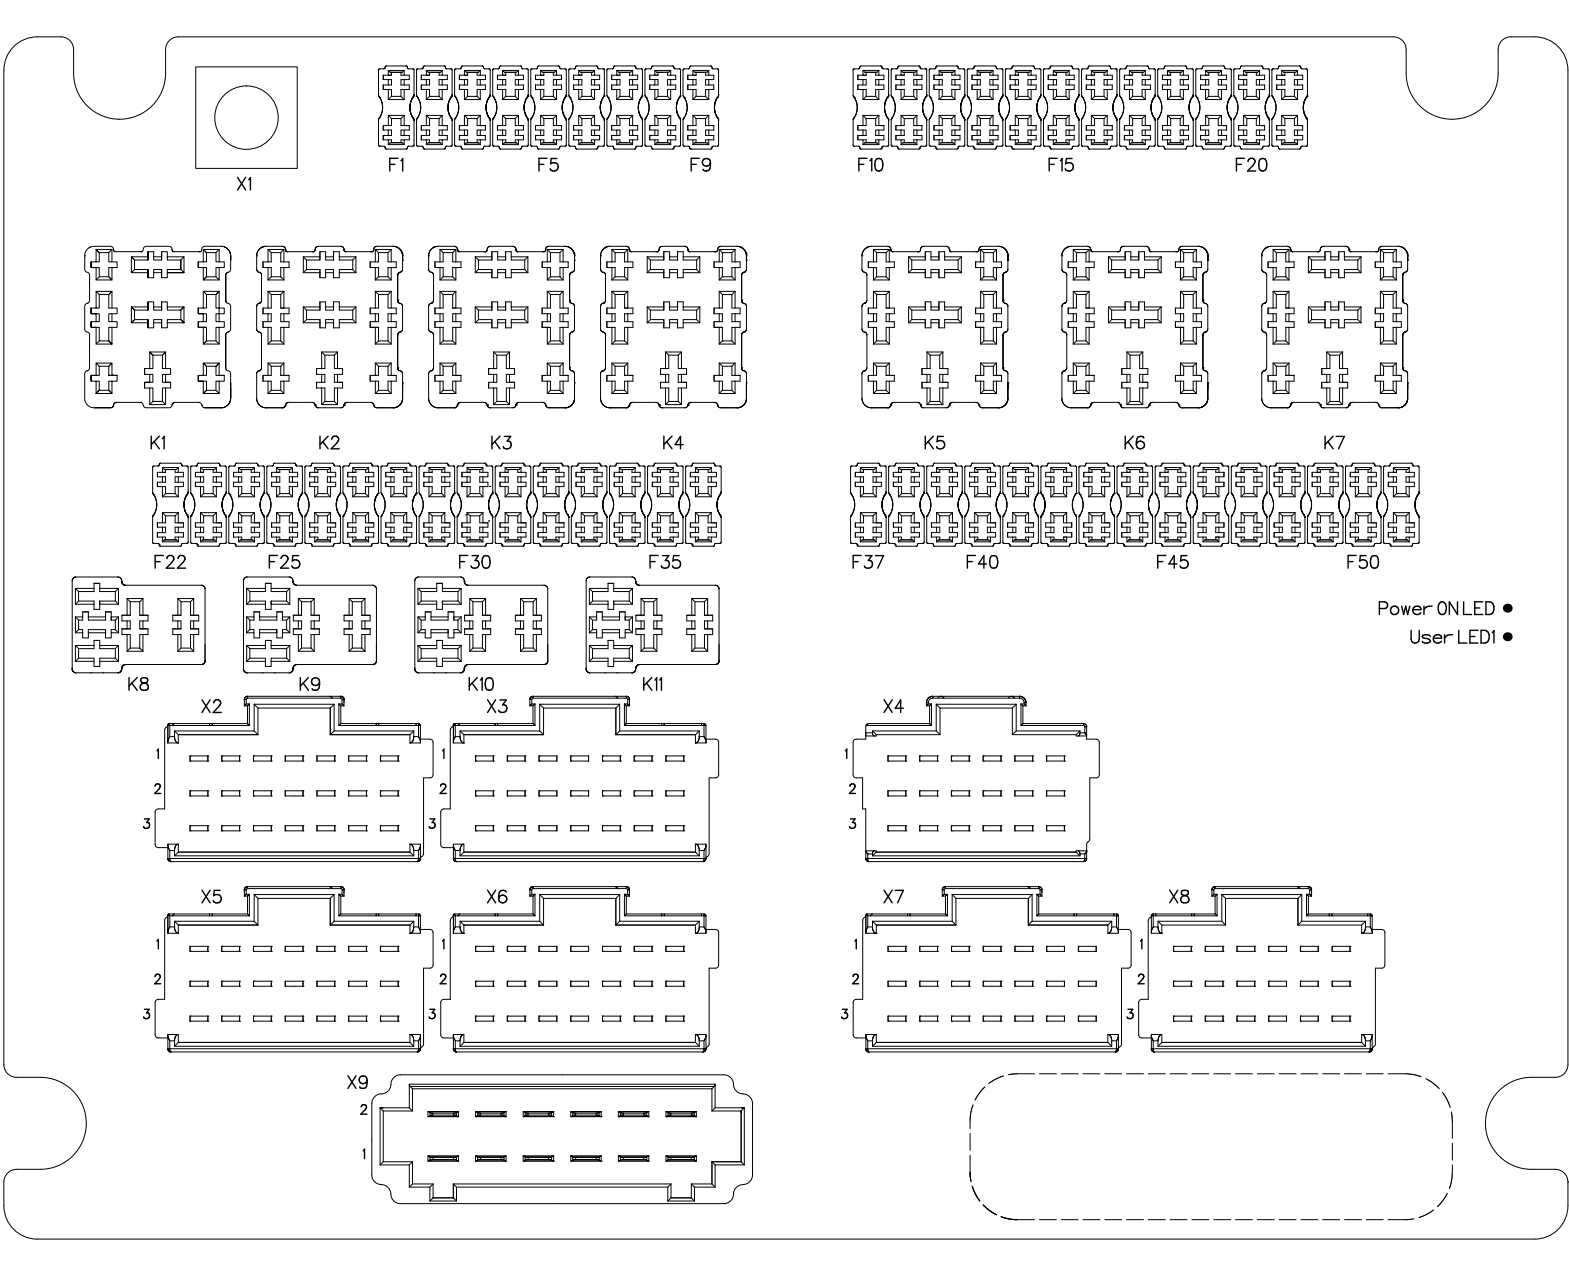 F1 F5 F9 F10 F15 F20
X1
K1 K2 K3 K4 K5 K6 K7
F22 F25 F30 F35 F37 F40 F45 F50
Power ON LED
User LED1
K8 K9 K10 K11
X2 X3 X4
1 1 1
2 2 2
3 3 3
X5 X6 X7 X8
1 1 1 1
2 2 2 2
3 3 3 3
X9
2
1